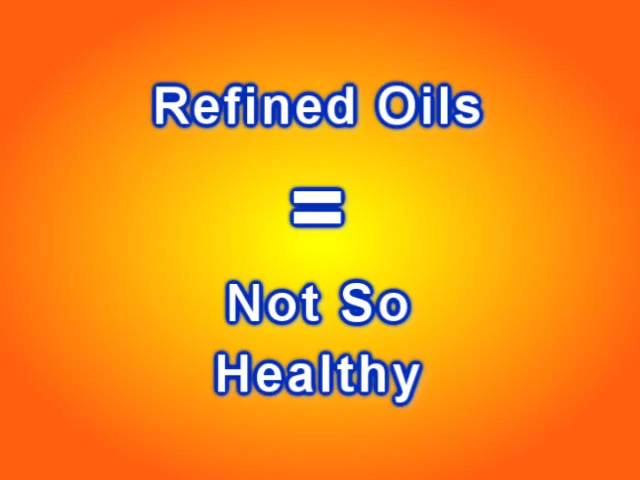 Refined Oils
=
Not So
Healthy